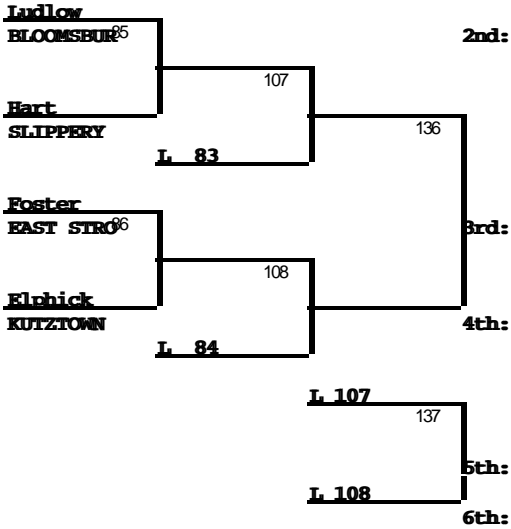 Ludlow
BLOOMSBUR 85
2nd:
107
Hart
136
SLIPPERY
L 83
Foster
EAST STRO 86
3rd:
108
Elphick
KUTZTOWN
4th:
L 84
L 107
137
5th:
L 108
6th: